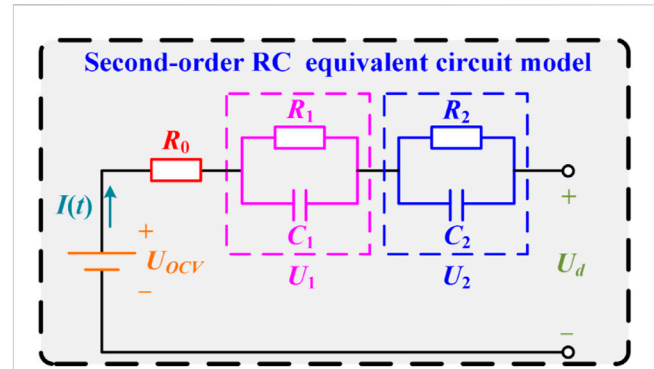 Second-order RC equivalent circuit model
R1
R2
R0
I(t)
+
UOCV
−
C1
C2
U1
U2
+
Ud
−